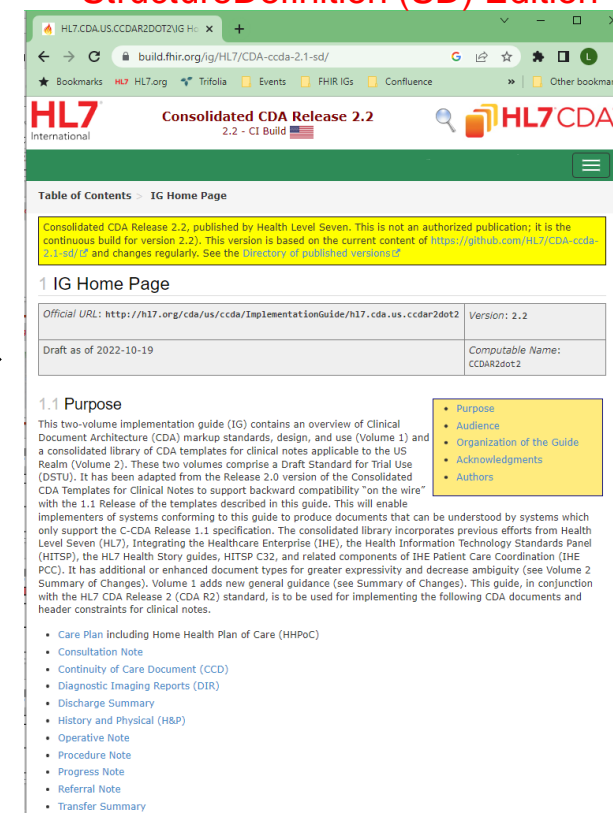 StructureDefinition (SD) Edition
HL7.CDA.US.CCDAR2DOT2\IG Ho
build.fhir.org/ig/HL7/CDA-ccda-2.1-sd/
Bookmarks HL7.org Trifolia Events FHIR IGs Confluence » Other bookmar
HL7 International
Consolidated CDA Release 2.2
2.2 - CI Build
HL7 CDA
Table of Contents > IG Home Page
Consolidated CDA Release 2.2, published by Health Level Seven. This is not an authorized publication; it is the
continuous build for version 2.2). This version is based on the current content of https://github.com/HL7/CDA-ccda-
2.1-sd/ and changes regularly. See the Directory of published versions
1 IG Home Page
Official URL: http://hl7.org/cda/us/ccda/ImplementationGuide/hl7.cda.us.ccdar2dot2 Version: 2.2
Draft as of 2022-10-19 Computable Name:
CCDAR2dot2
1.1 Purpose
This two-volume implementation guide (IG) contains an overview of Clinical
Document Architecture (CDA) markup standards, design, and use (Volume 1) and
a consolidated library of CDA templates for clinical notes applicable to the US
Realm (Volume 2). These two volumes comprise a Draft Standard for Trial Use
(DSTU). It has been adapted from the Release 2.0 version of the Consolidated
CDA Templates for Clinical Notes to support backward compatibility "on the wire"
with the 1.1 Release of the templates described in this guide. This will enable
implementers of systems conforming to this guide to produce documents that can be understood by systems which
only support the C-CDA Release 1.1 specification. The consolidated library incorporates previous efforts from Health
Level Seven (HL7), Integrating the Healthcare Enterprise (IHE), the Health Information Technology Standards Panel
(HITSP), the HL7 Health Story guides, HITSP C32, and related components of IHE Patient Care Coordination (IHE
PCC). It has additional or enhanced document types for greater expressivity and decrease ambiguity (see Volume 2
Summary of Changes). Volume 1 adds new general guidance (see Summary of Changes). This guide, in conjunction
with the HL7 CDA Release 2 (CDA R2) standard, is to be used for implementing the following CDA documents and
header constraints for clinical notes.
• Purpose
• Audience
• Organization of the Guide
• Acknowledgments
• Authors
• Care Plan including Home Health Plan of Care (HHPoC)
• Consultation Note
• Continuity of Care Document (CCD)
• Diagnostic Imaging Reports (DIR)
• Discharge Summary
• History and Physical (H&P)
• Operative Note
• Procedure Note
• Progress Note
• Referral Note
• Transfer Summary